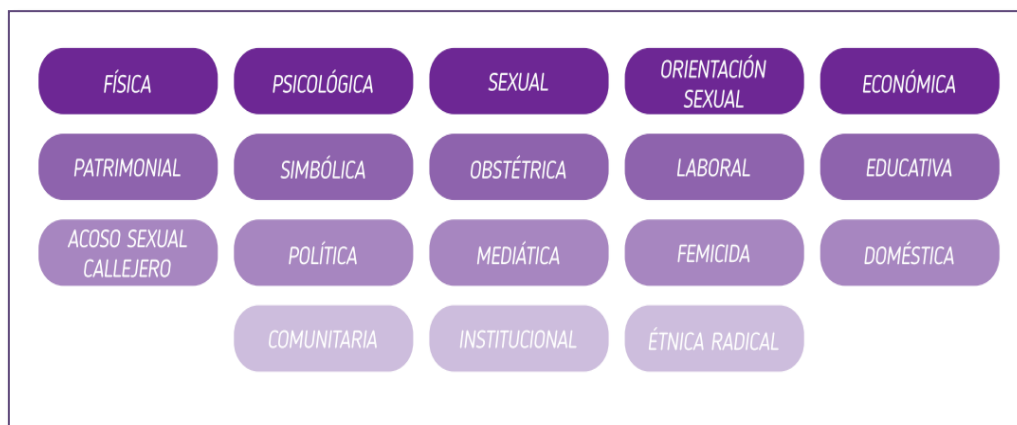 FÍSICA
PSICOLÓGICA
SEXUAL
ORIENTACIÓN
SEXUAL
ECONÓMICA
PATRIMONIAL
SIMBÓLICA
OBSTÉTRICA
LABORAL
EDUCATIVA
ACOSO SEXUAL
CALLEJERO
POLÍTICA
MEDIÁTICA
FEMICIDA
DOMÉSTICA
COMUNITARIA
INSTITUCIONAL
ÉTNICA RADICAL